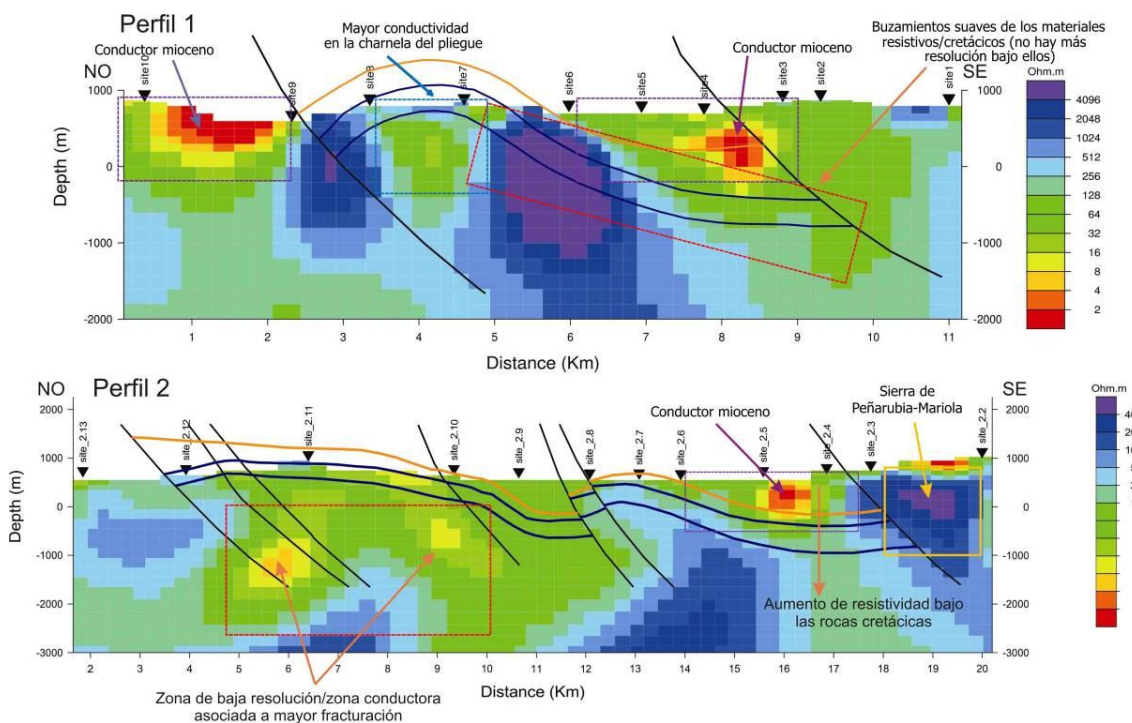 Perfil 1
Conductor mioceno
Mayor conductividad
en la charnela del pliegue
Conductor mioceno
Buzamientos suaves de los materiales
resistivos/cretácicos (no hay más
resolución bajo ellos)
NO
SE
site10
site9
site8
site7
site6
site5
site4
site3
site2
site1
Ohm.m
4096
2048
1024
512
256
128
64
32
16
8
4
2
Depth (m)
1000
0
-1000
-2000
1000
0
-1000
-2000
1 2 3 4 5 6 7 8 9 10 11
Distance (Km)
Perfil 2
NO
SE
Conductor mioceno
Sierra de
Peñarubia-Mariola
site_2.13
site_2.12
site_2.11
site_2.10
site_2.9
site_2.8
site_2.7
site_2.6
site_2.5
site_2.4
site_2.3
site_2.2
Ohm.m
Depth (m)
2000
1000
0
-1000
-2000
-3000
2000
1000
0
-1000
-2000
-3000
Aumento de resistividad bajo
las rocas cretácicas
2 3 4 5 6 7 8 9 10 11 12 13 14 15 16 17 18 19 20
Distance (Km)
Zona de baja resolución/zona conductora
asociada a mayor fracturación